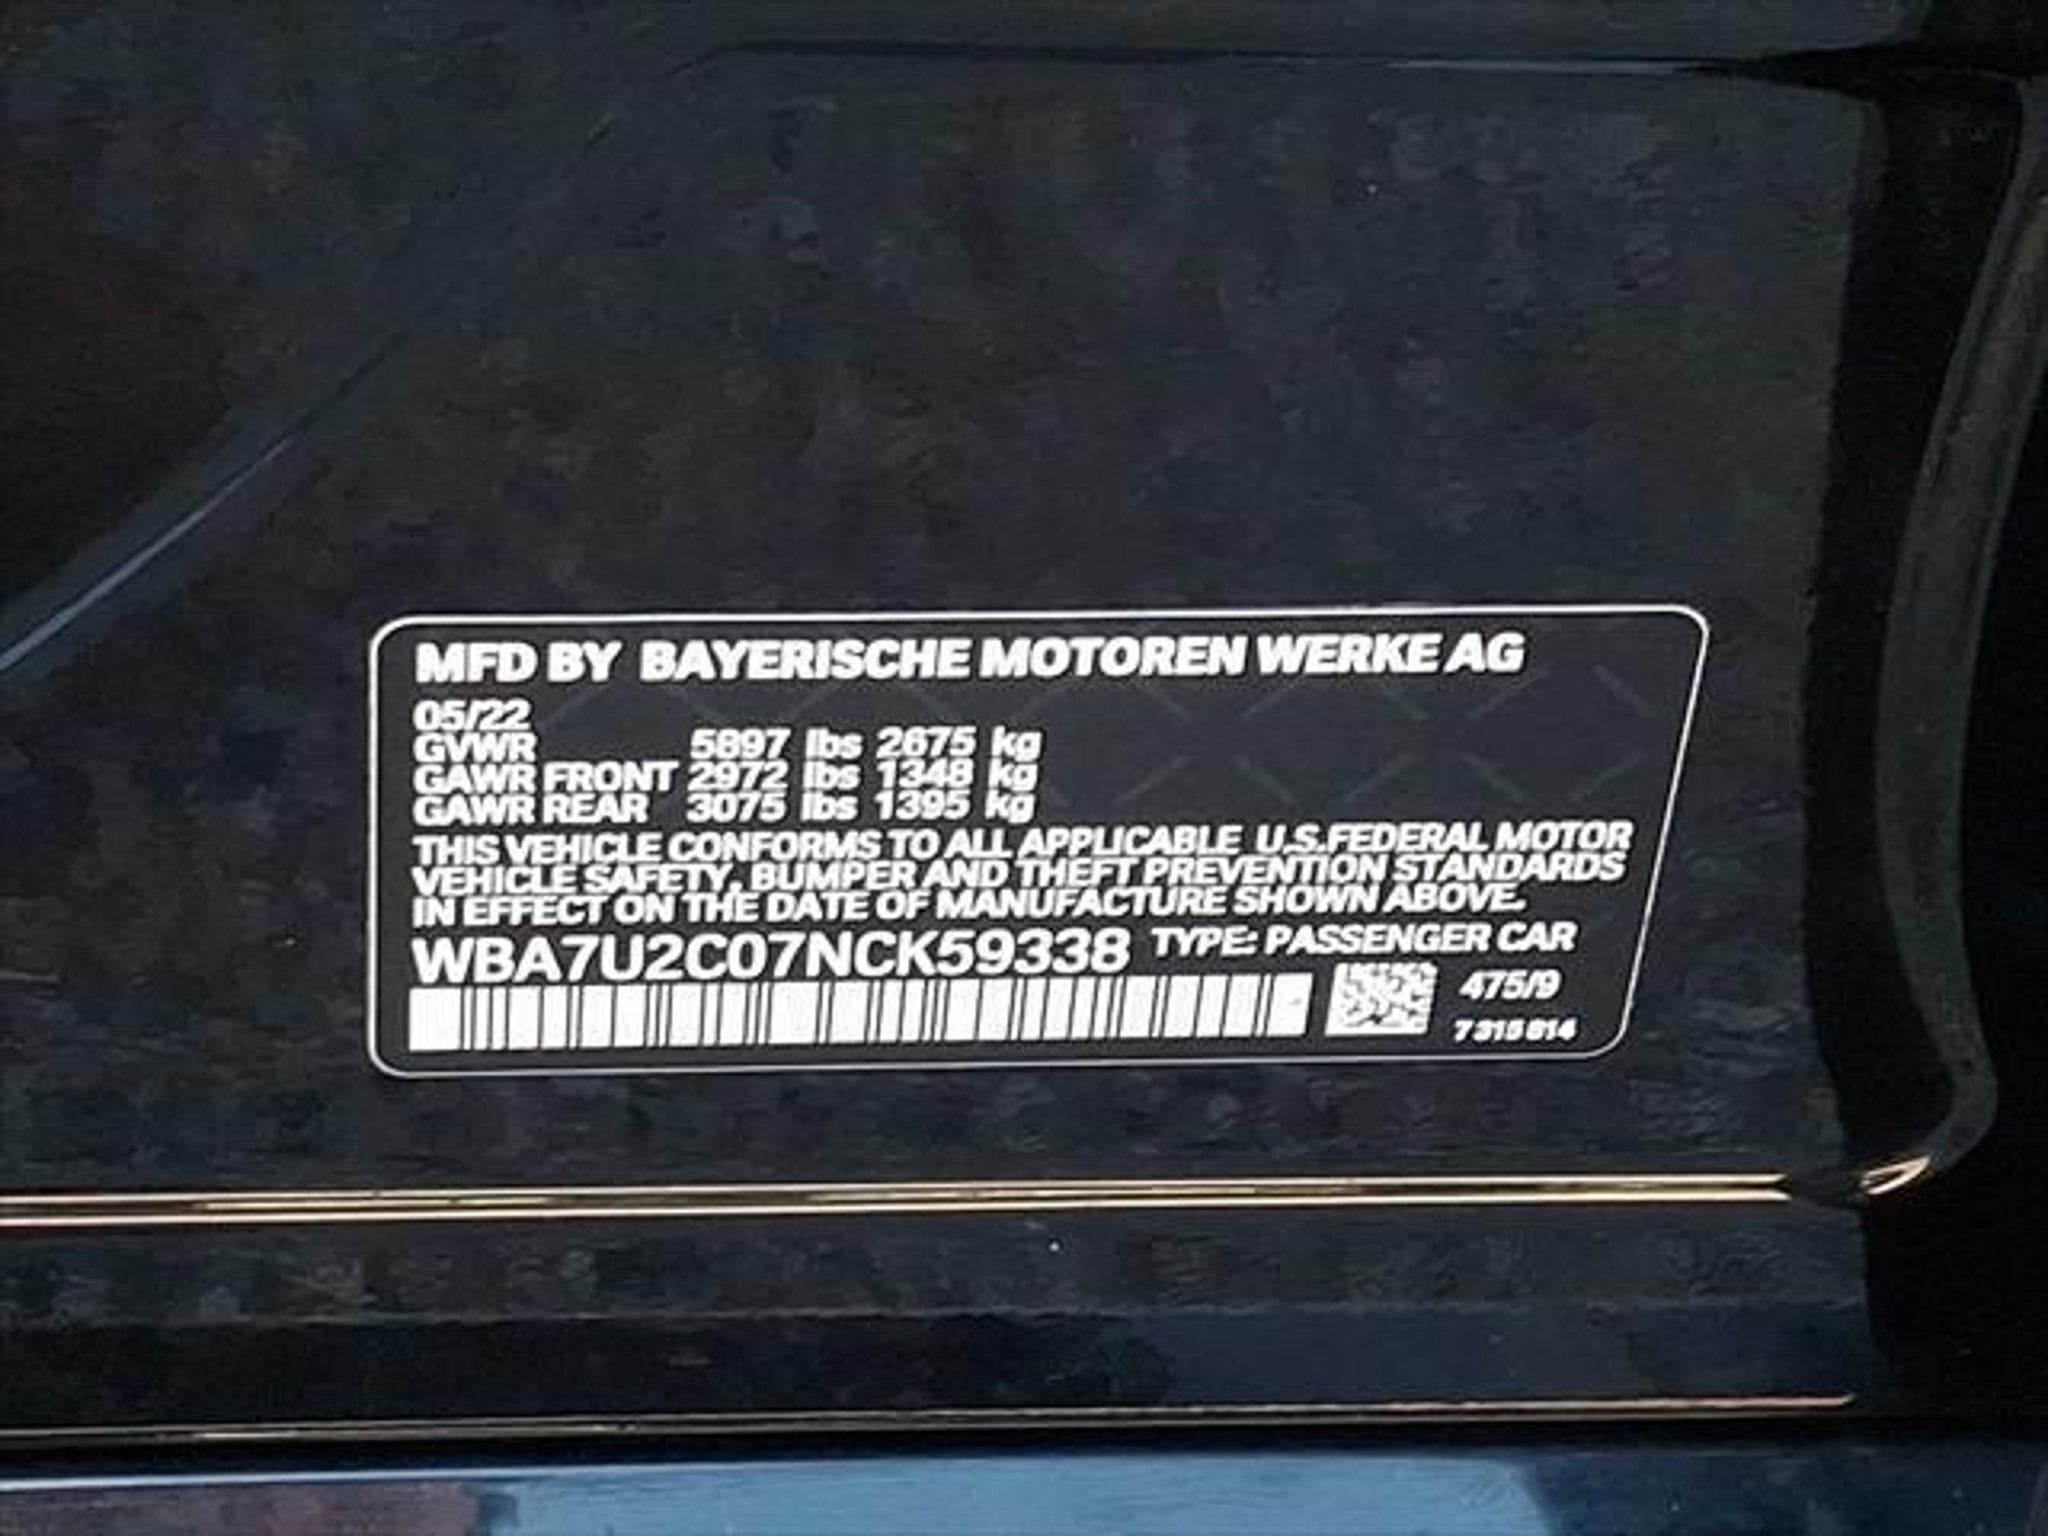 MFD BY BAYERISCHE MOTOREN WERKE AG
05/22
GVWR 5897 lbs 2675 kg
GAWR FRONT 2972 lbs 1348 kg
GAWR REAR 3075 lbs 1395 kg
THIS VEHICLE CONFORMS TO ALL APPLICABLE U.S.FEDERAL MOTOR
VEHICLE SAFETY, BUMPER AND THEFT PREVENTION STANDARDS
IN EFFECT ON THE DATE OF MANUFACTURE SHOWN ABOVE.
WBA7U2C07NCK59338 TYPE: PASSENGER CAR
475/9